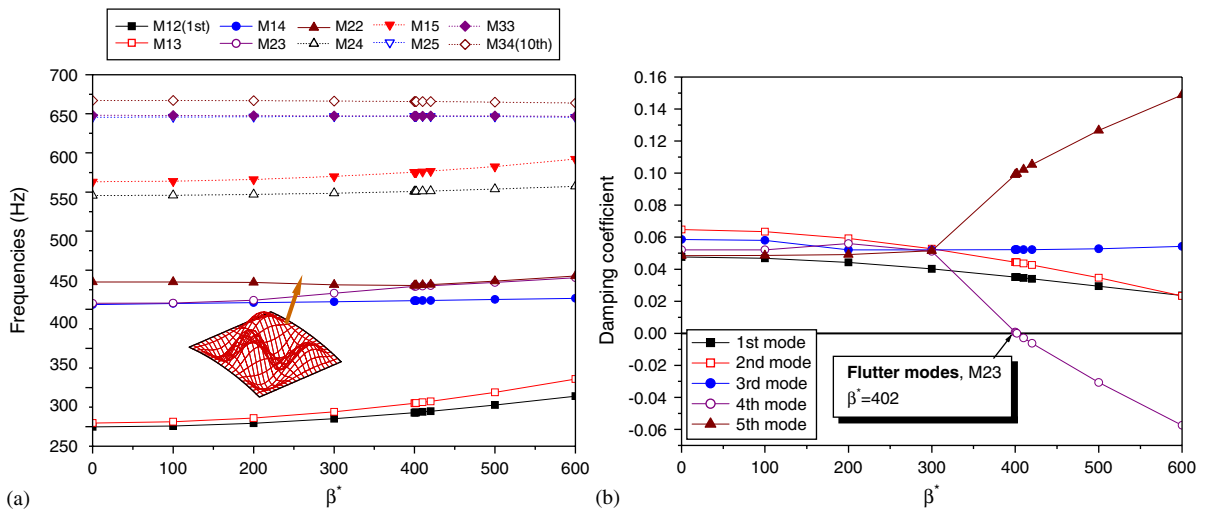 M12(1st) M14 M22 M15 M33
M13 M23 M24 M25 M34(10th)
Frequencies (Hz)
700
650
600
550
500
450
400
350
300
250
0 100 200 300 400 500 600
β*
(a)
Damping coefficient
0.16
0.14
0.12
0.10
0.08
0.06
0.04
0.02
0.00
-0.02
-0.04
-0.06
1st mode
2nd mode
3rd mode
4th mode
5th mode
Flutter modes, M23
β*=402
0 100 200 300 400 500 600
β*
(b)